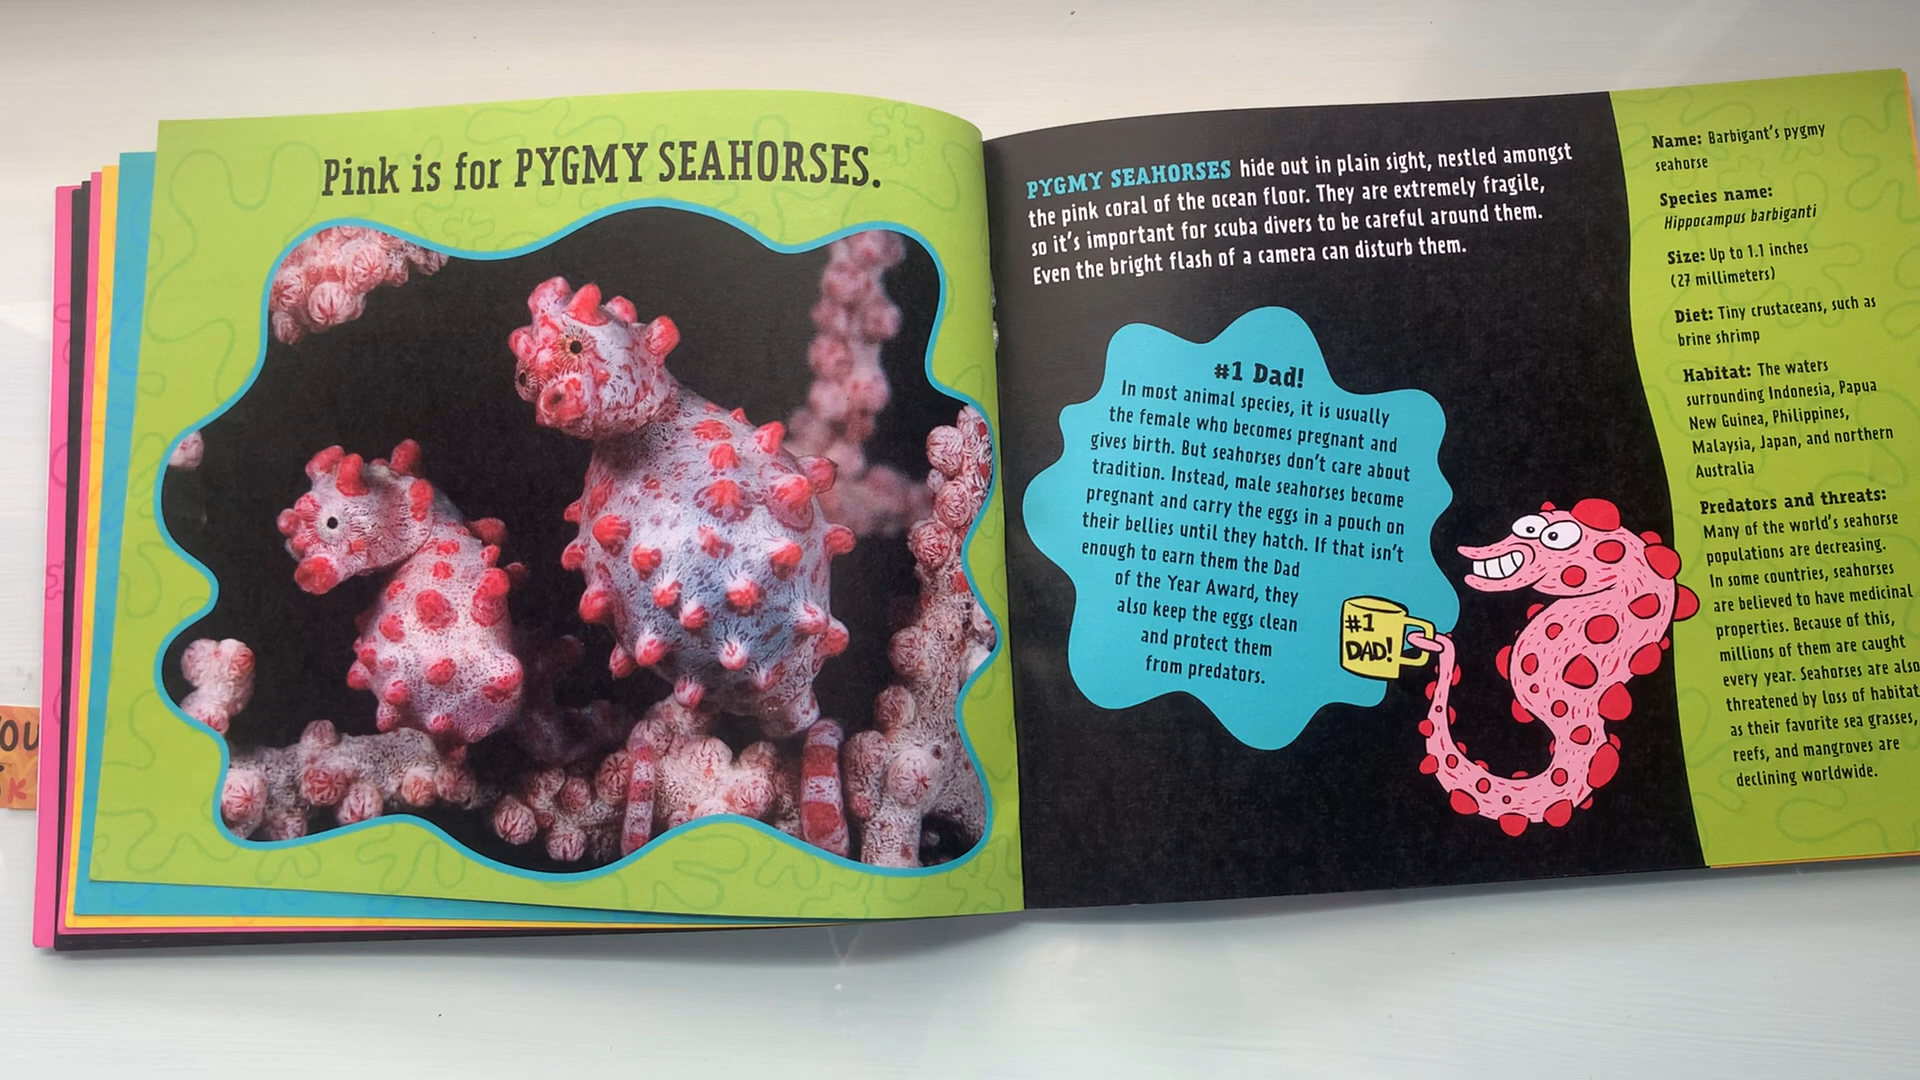 Pink is for PYGMY SEAHORSES.
PYGMY SEAHORSES hide out in plain sight, nestled amongst
the pink coral of the ocean floor. They are extremely fragile,
so it's important for scuba divers to be careful around them.
Even the bright flash of a camera can disturb them.
#1 Dad!
In most animal species, it is usually
the female who becomes pregnant and
gives birth. But seahorses don't care about
tradition. Instead, male seahorses become
pregnant and carry the eggs in a pouch on
their bellies until they hatch. If that isn't
enough to earn them the Dad
of the Year Award, they
also keep the eggs clean
and protect them
from predators.
#1
DAD!
Name: Barbigant's pygmy
seahorse
Species name:
Hippocampus barbiganti
Size: Up to 1.1 inches
(27 millimeters)
Diet: Tiny crustaceans, such as
brine shrimp
Habitat: The waters
surrounding Indonesia, Papua
New Guinea, Philippines,
Malaysia, Japan, and northern
Australia
Predators and threats:
Many of the world's seahorse
populations are decreasing.
In some countries, seahorses
are believed to have medicinal
properties. Because of this,
millions of them are caught
every year. Seahorses are also
threatened by loss of habitat
as their favorite sea grasses,
reefs, and mangroves are
declining worldwide.